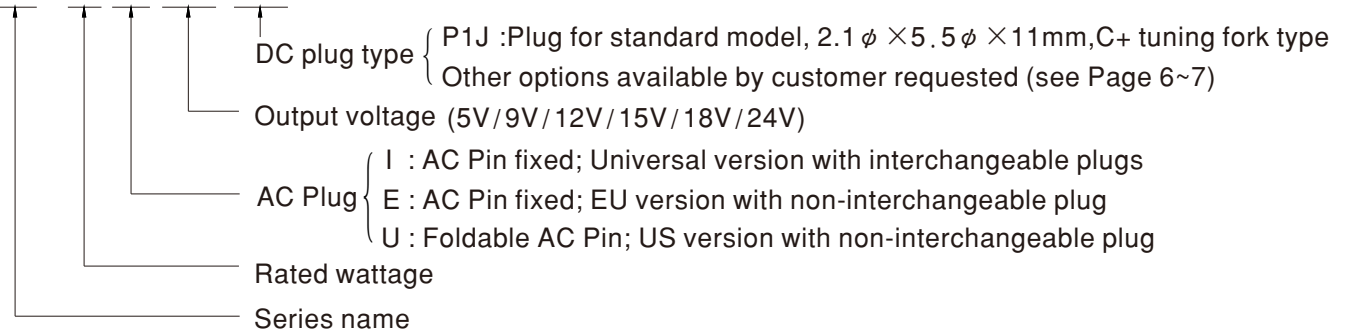 DC plug type P1J :Plug for standard model, 2.1φ ×5.5φ ×11mm,C+ tuning fork type
Other options available by customer requested (see Page 6~7)
Output voltage (5V/9V/12V/15V/18V/24V)
AC Plug I : AC Pin fixed; Universal version with interchangeable plugs
E : AC Pin fixed; EU version with non-interchangeable plug
U : Foldable AC Pin; US version with non-interchangeable plug
Rated wattage
Series name